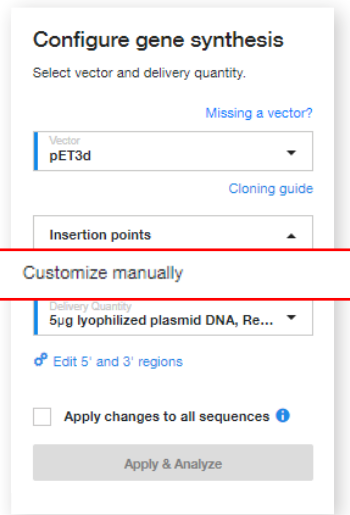 Configure gene synthesis
Select vector and delivery quantity.
Missing a vector?
Vector
pET3d
Cloning guide
Insertion points
Customize manually
Delivery Quantity
5μg lyophilized plasmid DNA, Re...
Edit 5' and 3' regions
Apply changes to all sequences
Apply & Analyze